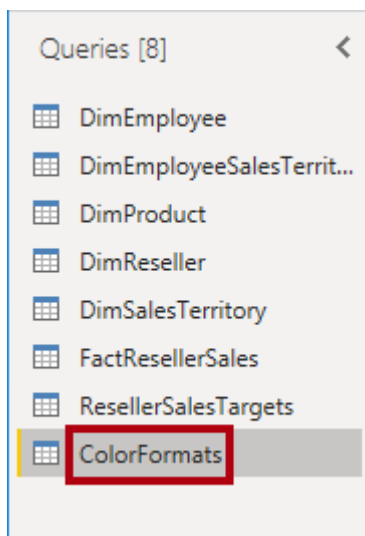 Queries [8]
DimEmployee
DimEmployeeSalesTerrit...
DimProduct
DimReseller
DimSalesTerritory
FactResellerSales
ResellerSalesTargets
ColorFormats